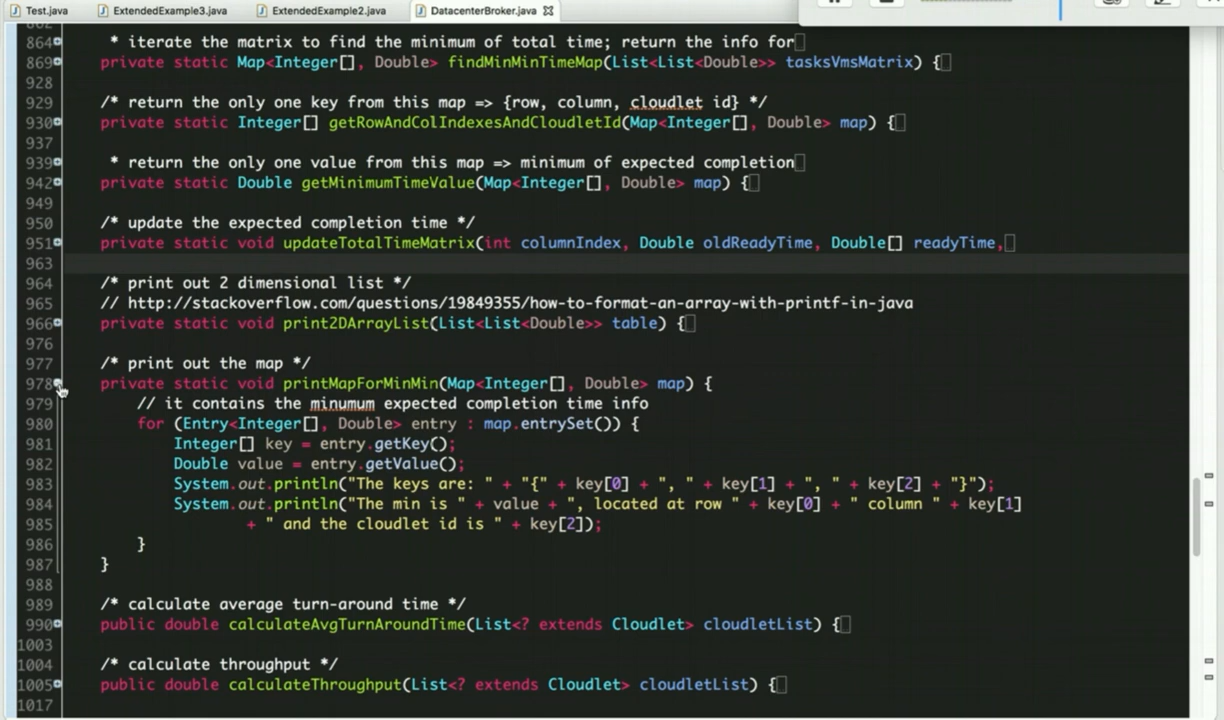 Test.java ExtendedExample3.java ExtendedExample2.java DatacenterBroker.java
862
864 * iterate the matrix to find the minimum of total time; return the info for
869 private static Map<Integer[], Double> findMinMinTimeMap(List<List<Double>> tasksVmsMatrix) {
928
929 /* return the only one key from this map => {row, column, cloudlet id} */
930 private static Integer[] getRowAndColIndexesAndCloudletId(Map<Integer[], Double> map) {
937
939 * return the only one value from this map => minimum of expected completion
942 private static Double getMinimumTimeValue(Map<Integer[], Double> map) {
949
950 /* update the expected completion time */
951 private static void updateTotalTimeMatrix(int columnIndex, Double oldReadyTime, Double[] readyTime,
963
964 /* print out 2 dimensional list */
965 // http://stackoverflow.com/questions/19849355/how-to-format-an-array-with-printf-in-java
966 private static void print2DArrayList(List<List<Double>> table) {
976
977 /* print out the map */
978 private static void printMapForMinMin(Map<Integer[], Double> map) {
979 // it contains the minumum expected completion time info
980 for (Entry<Integer[], Double> entry : map.entrySet()) {
981 Integer[] key = entry.getKey();
982 Double value = entry.getValue();
983 System.out.println("The keys are: " + "{" + key[0] + ", " + key[1] + ", " + key[2] + "}");
984 System.out.println("The min is " + value + ", located at row " + key[0] + " column " + key[1]
985 + " and the cloudlet id is " + key[2]);
986 }
987 }
988
989 /* calculate average turn-around time */
990 public double calculateAvgTurnAroundTime(List<? extends Cloudlet> cloudletList) {
1003
1004 /* calculate throughput */
1005 public double calculateThroughput(List<? extends Cloudlet> cloudletList) {
1017